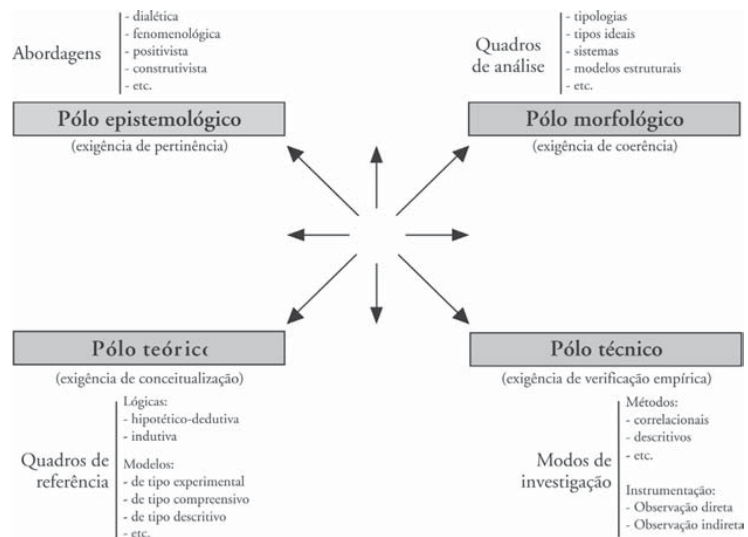 Abordagens
- dialética
- fenomenológica
- positivista
- construtivista
- etc.
Pólo epistemológico
(exigência de pertinência)
Quadros
de análise
- tipologias
- tipos ideais
- sistemas
- modelos estruturais
- etc.
Pólo morfológico
(exigência de coerência)
Pólo teórico
(exigência de conceitualização)
Quadros de
referência
Lógicas:
- hipotético-dedutiva
- indutiva
Modelos:
- de tipo experimental
- de tipo compreensivo
- de tipo descritivo
- etc.
Pólo técnico
(exigência de verificação empírica)
Modos de
investigação
Métodos:
- correlacionais
- descritivos
- etc.
Instrumentação:
- Observação direta
- Observação indireta